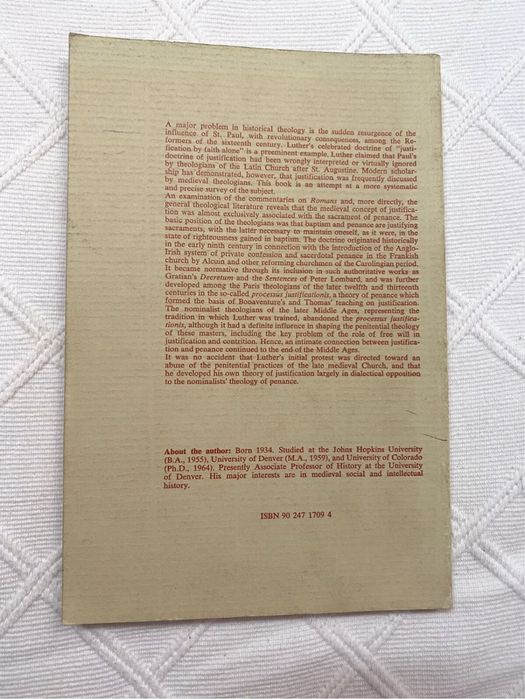 A major problem in historical theology is the sudden resurgence of the
influence of St. Paul, with revolutionary consequences, among the Re-
formers of the sixteenth century. Luther's celebrated doctrine of "justi-
fication by faith alone" is a preeminent example. Luther claimed that Paul's
doctrine of justification had been wrongly interpreted or virtually ignored
by theologians of the Latin Church after St. Augustine. Modern scholar-
ship has demonstrated, however, that justification was frequently discussed
by medieval theologians. This book is an attempt at a more systematic
and precise survey of the subject.
An examination of the commentaries on Romans and, more directly, the
general theological literature reveals that the medieval concept of justifica-
tion was almost exclusively associated with the sacrament of penance. The
basic position of the theologians was that baptism and penance are justifying
sacraments, with the latter necessary to maintain oneself, as it were, in the
state of righteousness gained in baptism. The doctrine originated historically
in the early ninth century in connection with the introduction of the Anglo-
Irish system of private confession and sacerdotal penance in the Frankish
church by Alcuin and other reforming churchmen of the Carolingian period.
It became normative through its inclusion in such authoritative works as
Gratian's Decretum and the Sentences of Peter Lombard, and was further
developed among the Paris theologians of the later twelfth and thirteenth
centuries in the so-called processus justificationis, a theory of penance which
formed the basis of Bonaventure's and Thomas' teaching on justification.
The nominalist theologians of the later Middle Ages, representing the
tradition in which Luther was trained, abandoned the processus justifica-
tionis, although it had a definite influence in shaping the penitential theology
of these masters, including the key problem of the role of free will in
justification and contrition. Hence, an intimate connection between justifica-
tion and penance continued to the end of the Middle Ages.
It was no accident that Luther's initial protest was directed toward an
abuse of the penitential practices of the late medieval Church, and that
he developed his own theory of justification largely in dialectical opposition
to the nominalists' theology of penance.
About the author: Born 1934. Studied at the Johns Hopkins University
(B.A., 1955), University of Denver (M.A., 1959), and University of Colorado
(Ph.D., 1964). Presently Associate Professor of History at the University
of Denver. His major interests are in medieval social and intellectual
history.
ISBN 90 247 1709 4